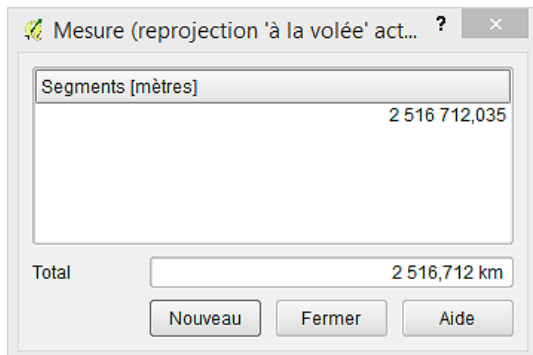 Mesure (reprojection 'à la volée' act... ?
Segments [mètres]
2 516 712,035
Total 2 516,712 km
Nouveau Fermer Aide